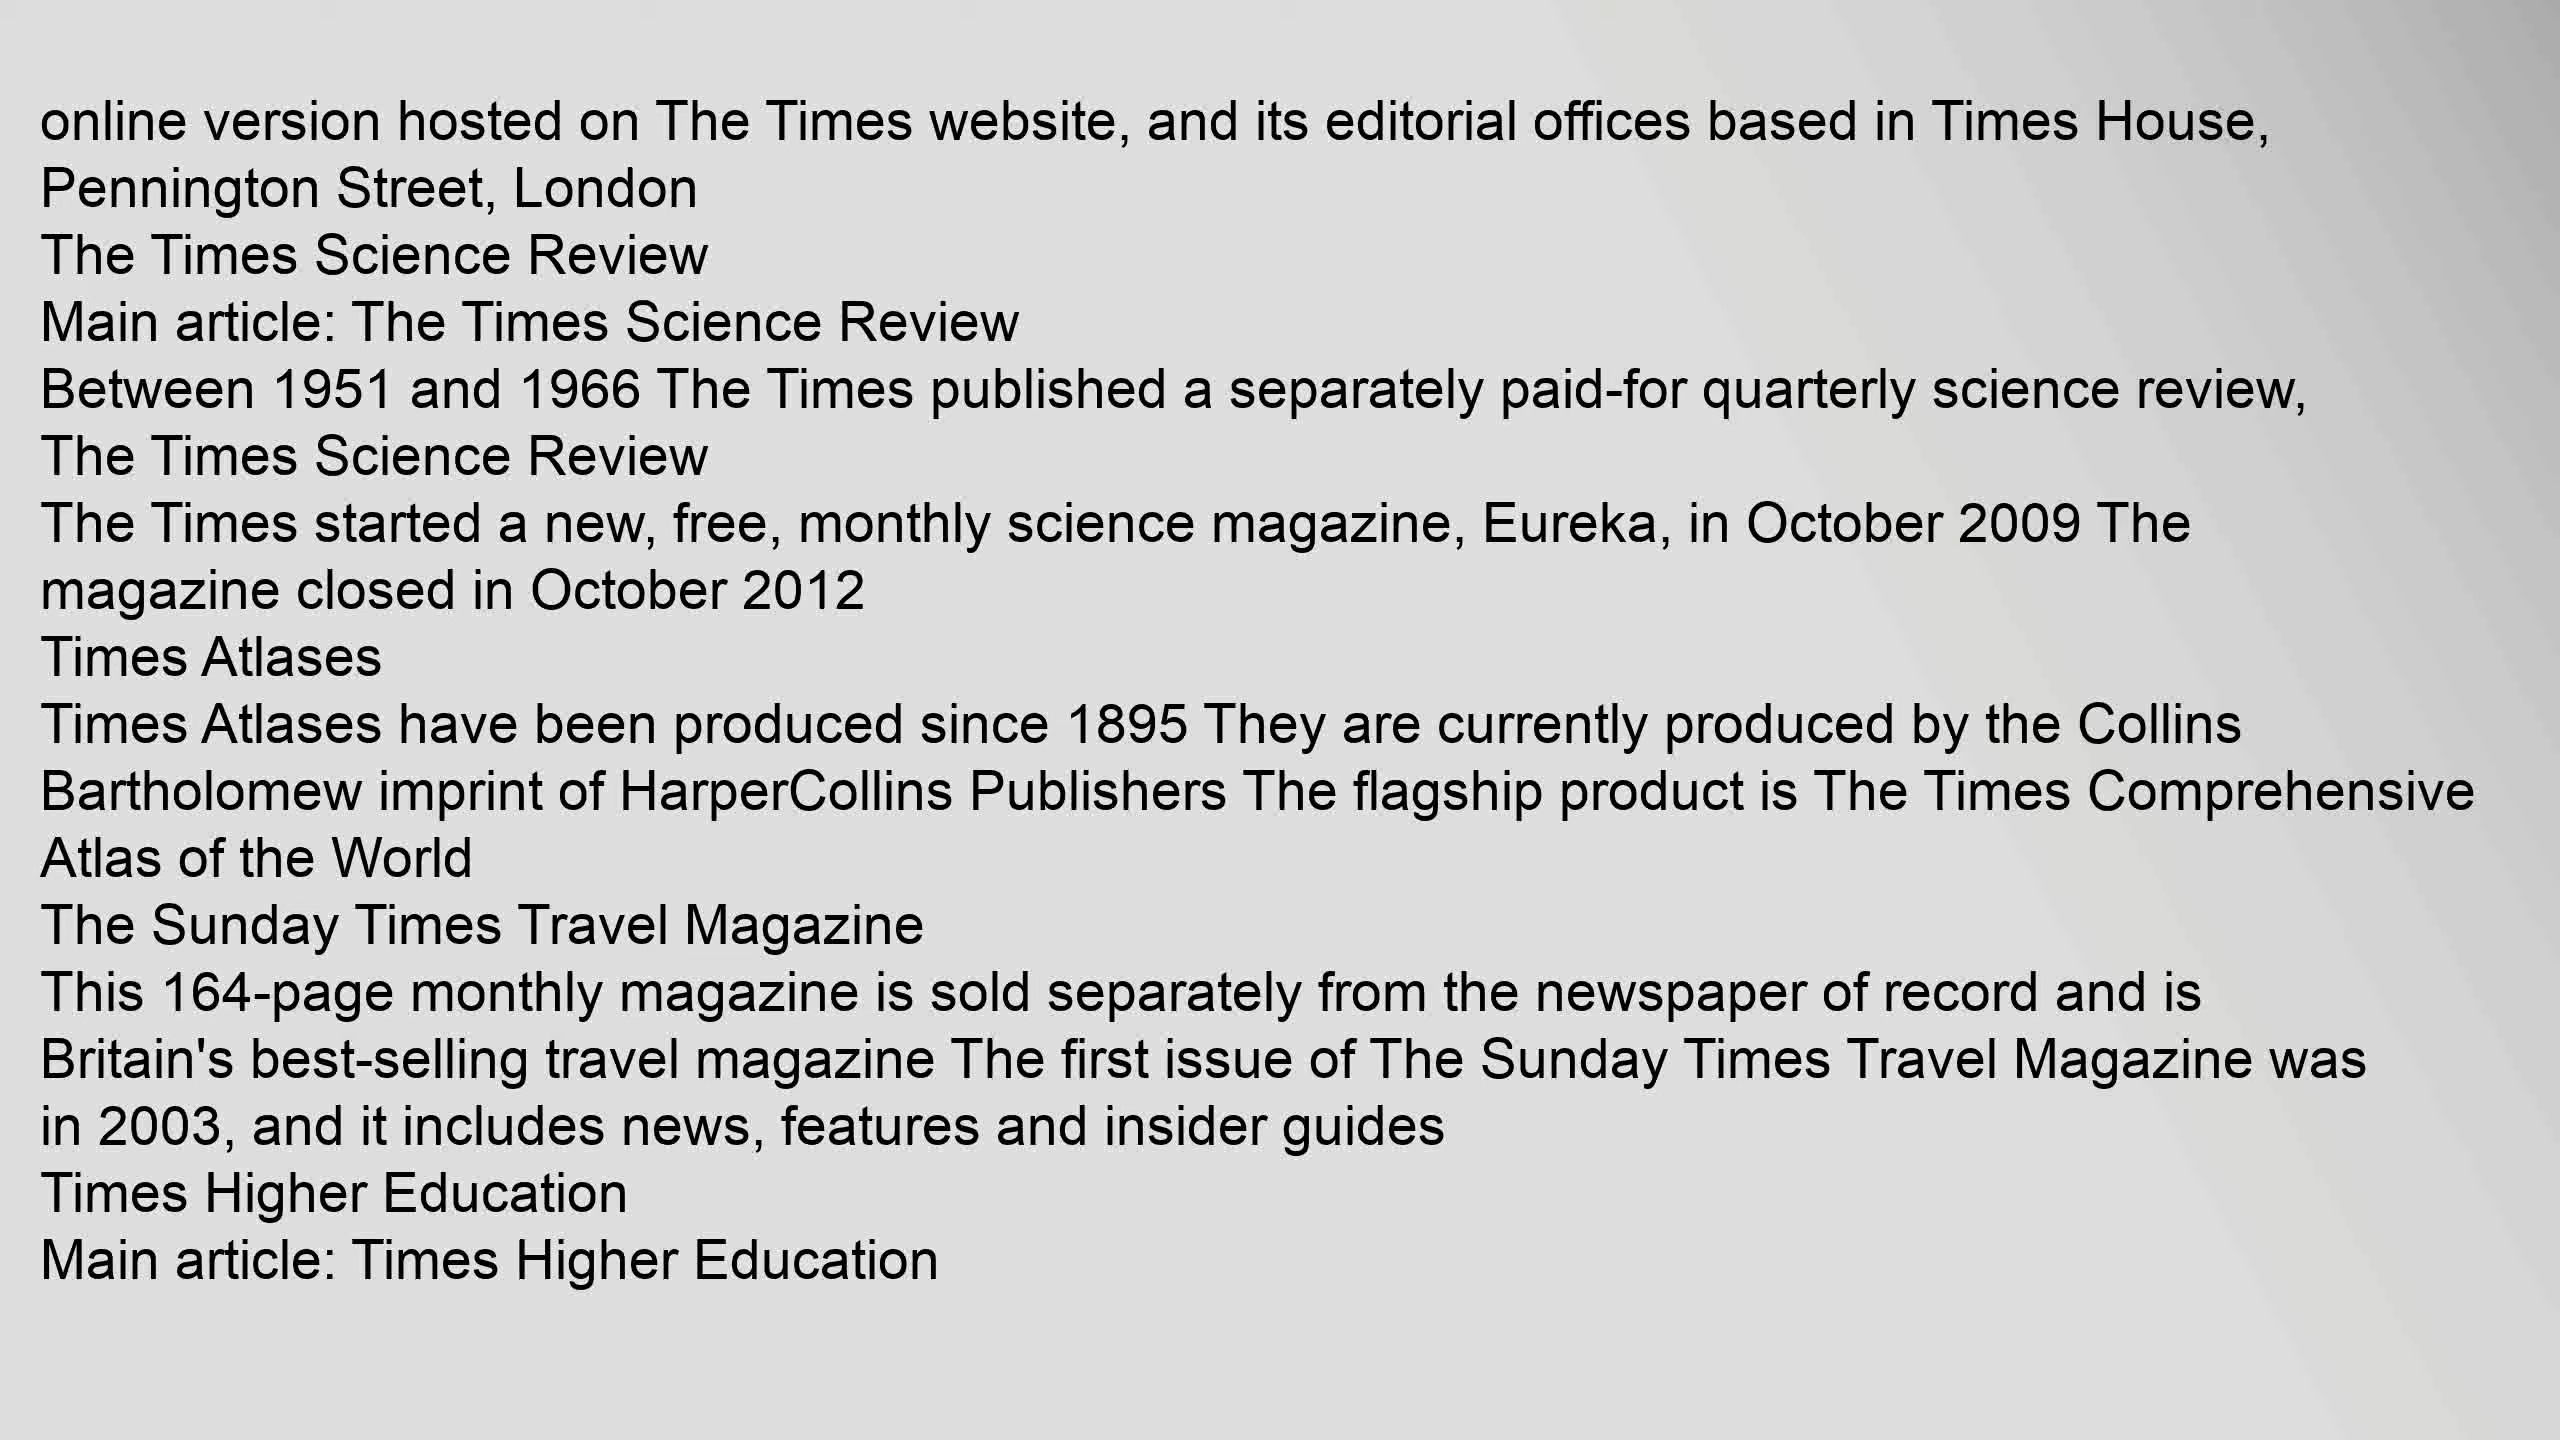 online version hosted on The Times website, and its editorial offices based in Times House,
Pennington Street, London
The Times Science Review
Main article: The Times Science Review
Between 1951 and 1966 The Times published a separately paid-for quarterly science review,
The Times Science Review
The Times started a new, free, monthly science magazine, Eureka, in October 2009 The
magazine closed in October 2012
Times Atlases
Times Atlases have been produced since 1895 They are currently produced by the Collins
Bartholomew imprint of HarperCollins Publishers The flagship product is The Times Comprehensive
Atlas of the World
The Sunday Times Travel Magazine
This 164-page monthly magazine is sold separately from the newspaper of record and is
Britain's best-selling travel magazine The first issue of The Sunday Times Travel Magazine was
in 2003, and it includes news, features and insider guides
Times Higher Education
Main article: Times Higher Education